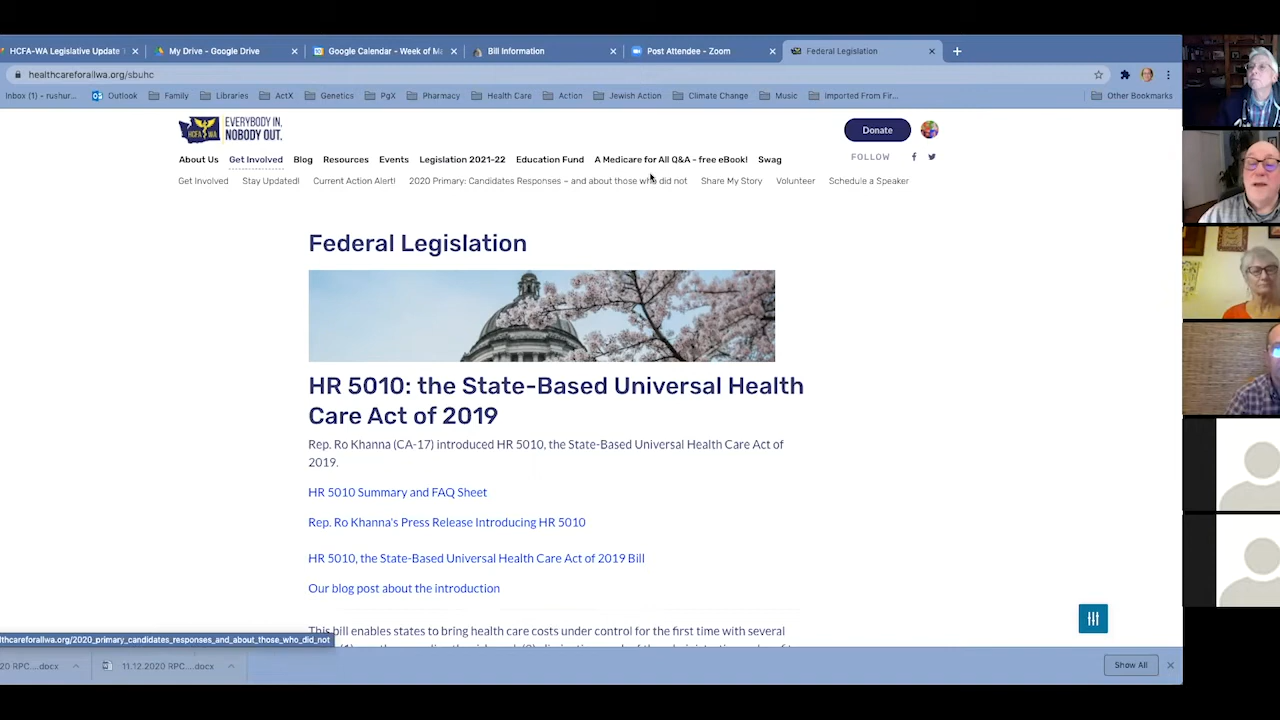 HCFA-WA Legislative Update
My Drive - Google Drive
Google Calendar - Week of Ma
Bill Information
Post Attendee - Zoom
Federal Legislation
healthcareforallwa.org/sbuhc
Inbox (1) – rushur...
Outlook
Family
Libraries
ActX
Genetics
PgX
Pharmacy
Health Care
Action
Jewish Action
Climate Change
Music
Imported From Fir...
Other Bookmarks
HCFA WA
EVERYBODY IN.
NOBODY OUT.
Donate
FOLLOW
About Us Get Involved Blog Resources Events Legislation 2021-22 Education Fund A Medicare for All Q&A - free eBook! Swag
Get Involved Stay Updated! Current Action Alert! 2020 Primary: Candidates Responses – and about those who did not Share My Story Volunteer Schedule a Speaker
Federal Legislation
HR 5010: the State-Based Universal Health
Care Act of 2019
Rep. Ro Khanna (CA-17) introduced HR 5010, the State-Based Universal Health Care Act of
2019.
HR 5010 Summary and FAQ Sheet
Rep. Ro Khanna's Press Release Introducing HR 5010
HR 5010, the State-Based Universal Health Care Act of 2019 Bill
Our blog post about the introduction
This bill enables states to bring health care costs under control for the first time with several
lthcareforallwa.org/2020_primary_candidates_responses_and_about_those_who_did_not
20 RPC....docx
11.12.2020 RPC....docx
Show All